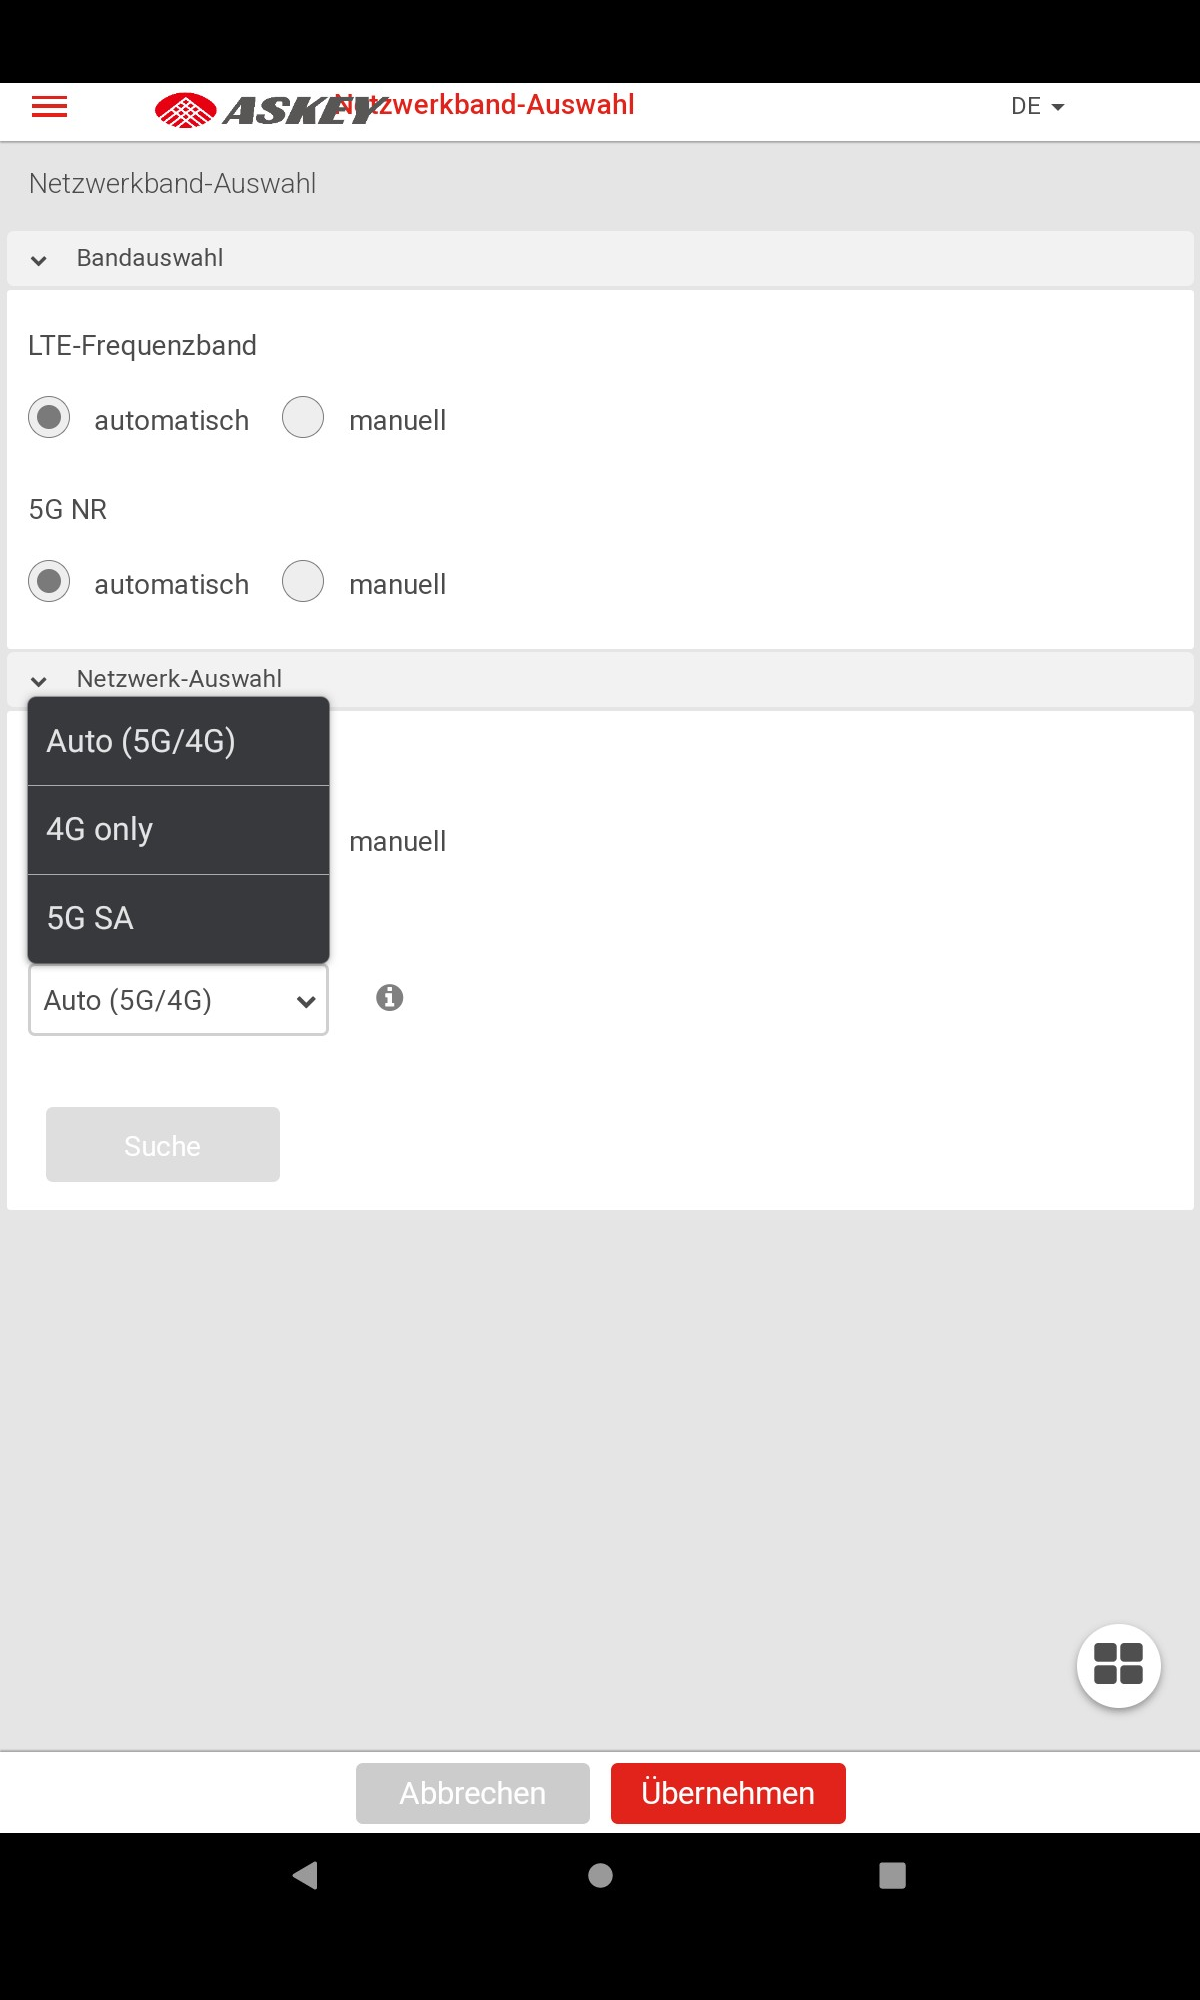 ASKEY Netzwerkband-Auswahl DE
Netzwerkband-Auswahl
Bandauswahl
LTE-Frequenzband
automatisch manuell
5G NR
automatisch manuell
Netzwerk-Auswahl
Auto (5G/4G)
4G only
manuell
5G SA
Auto (5G/4G)
Suche
Abbrechen Übernehmen